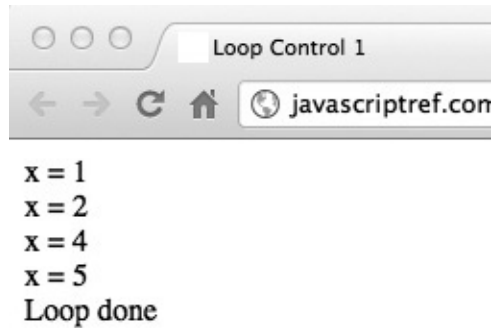 Loop Control 1
javascriptref.com
x = 1
x = 2
x = 4
x = 5
Loop done